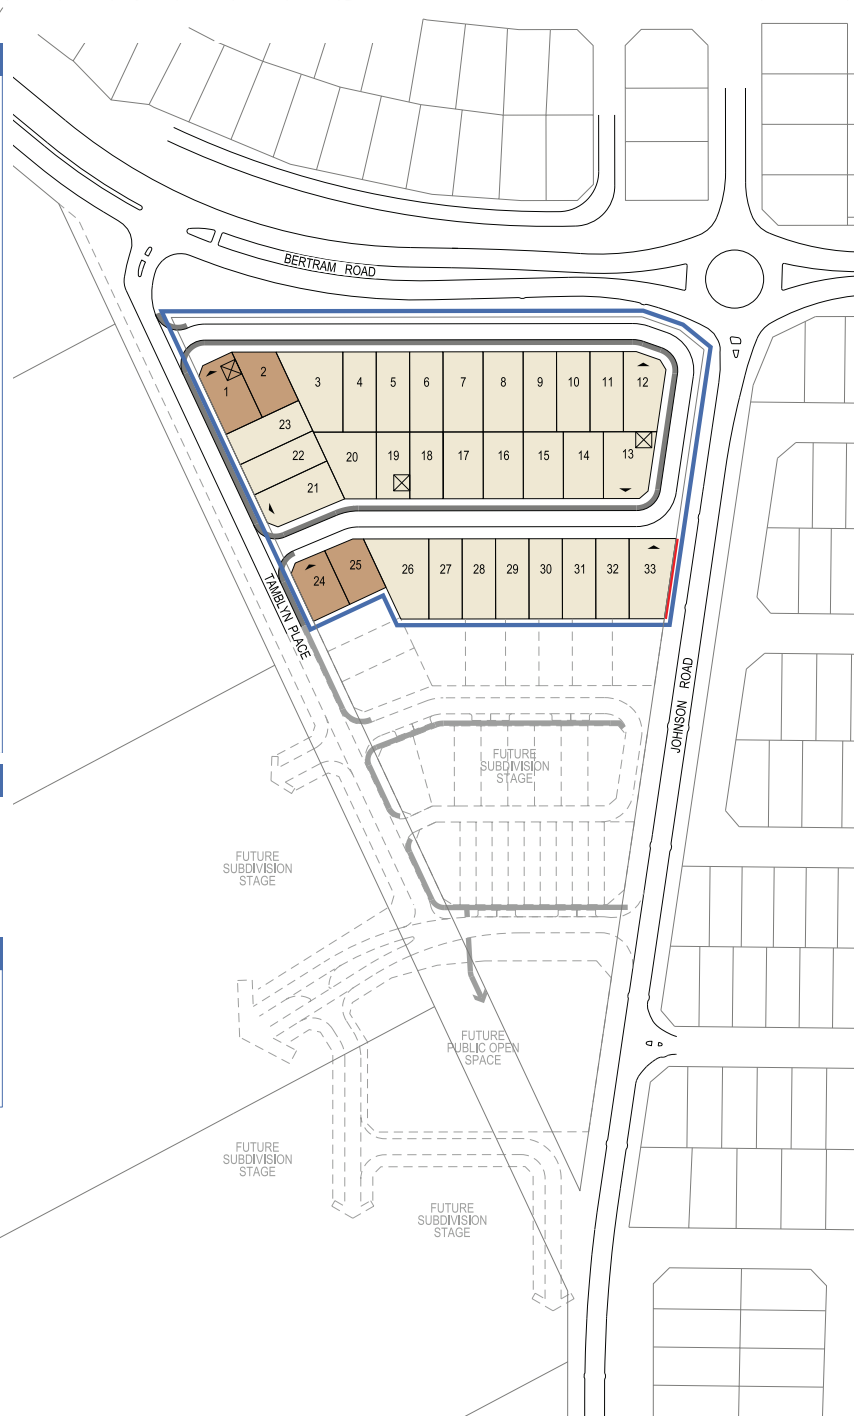 BERTRAM ROAD
1
2
3
4
5
6
7
8
9
10
11
12
23
22
21
20
19
18
17
16
15
14
13
24
25
26
27
28
29
30
31
32
33
TAMBLYN PLACE
JOHNSON ROAD
FUTURE
SUBDIVISION
STAGE
FUTURE
SUBDIVISION
STAGE
FUTURE
PUBLIC OPEN
SPACE
FUTURE
SUBDIVISION
STAGE
FUTURE
SUBDIVISION
STAGE